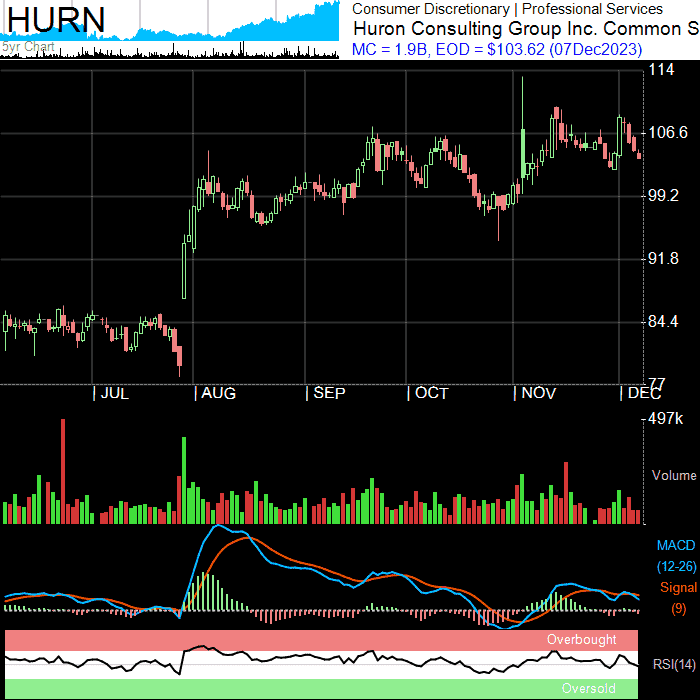 HURN
5yr Chart
Consumer Discretionary | Professional Services
Huron Consulting Group Inc. Common S
MC = 1.9B, EOD = $103.62 (07Dec2023)
114
106.6
99.2
91.8
84.4
77
| JUL | AUG | SEP | OCT | NOV | DEC
497k
Volume
MACD
(12-26)
Signal
(9)
Overbought
RSI(14)
Oversold